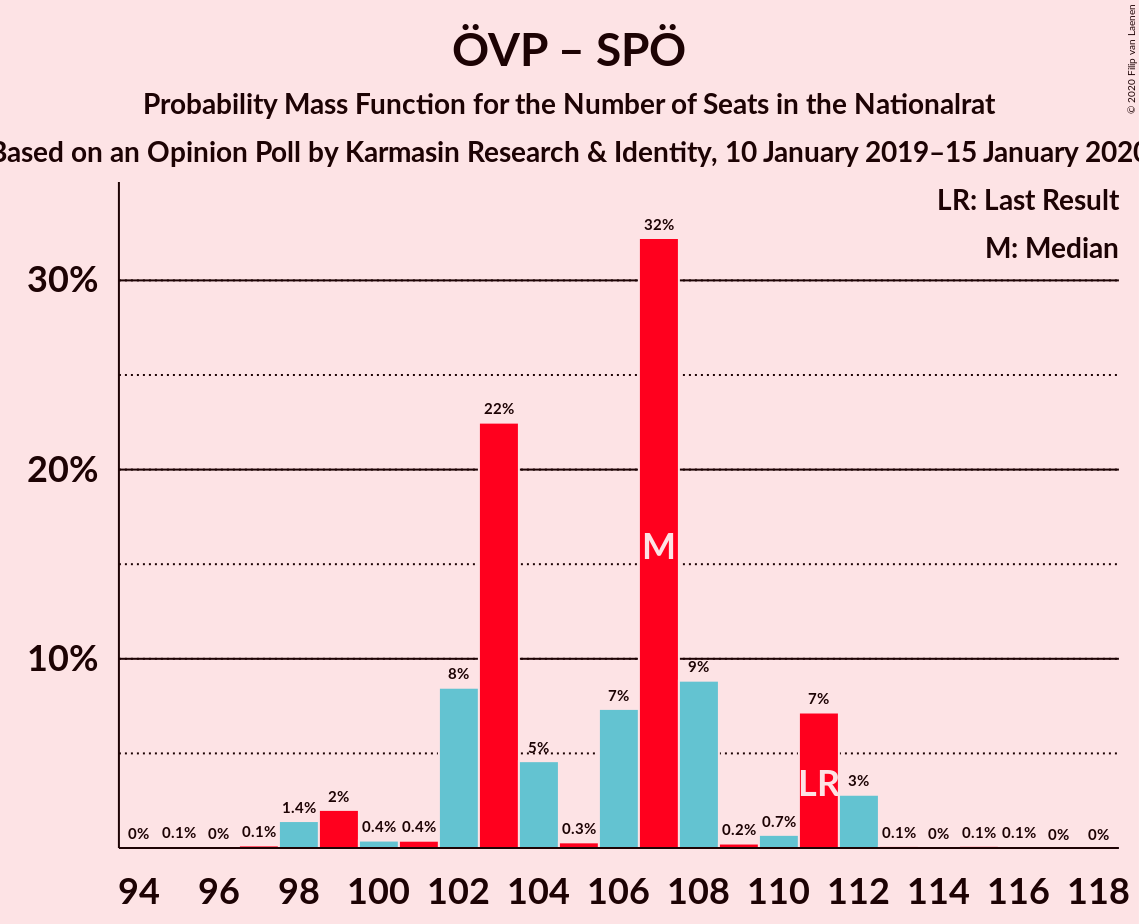 ÖVP – SPÖ
Probability Mass Function for the Number of Seats in the Nationalrat
Based on an Opinion Poll by Karmasin Research & Identity, 10 January 2019–15 January 2020
© 2020 Filip van Laenen
LR: Last Result
M: Median
30%
20%
10%
0% 0.1% 0% 0.1% 1.4% 2% 0.4% 0.4% 8% 22% 5% 0.3% 7% 32% 9% 0.2% 0.7% 7% 3% 0.1% 0% 0.1% 0.1% 0% 0%
M
LR
94 96 98 100 102 104 106 108 110 112 114 116 118